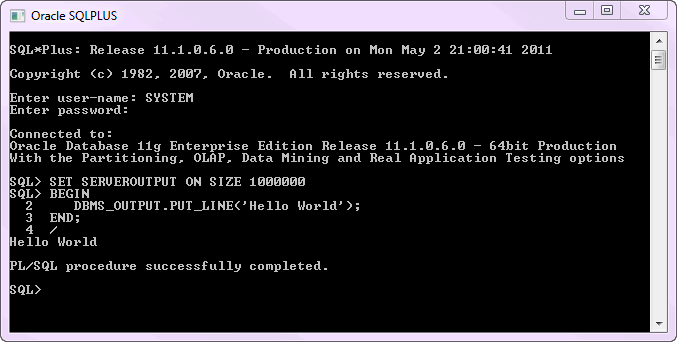 Oracle SQLPLUS
SQL*Plus: Release 11.1.0.6.0 - Production on Mon May 2 21:00:41 2011
Copyright (c) 1982, 2007, Oracle.  All rights reserved.
Enter user-name: SYSTEM
Enter password:
Connected to:
Oracle Database 11g Enterprise Edition Release 11.1.0.6.0 - 64bit Production
With the Partitioning, OLAP, Data Mining and Real Application Testing options
SQL> SET SERVEROUTPUT ON SIZE 1000000
SQL> BEGIN
  2     DBMS_OUTPUT.PUT_LINE('Hello World');
  3  END;
  4  /
Hello World
PL/SQL procedure successfully completed.
SQL>